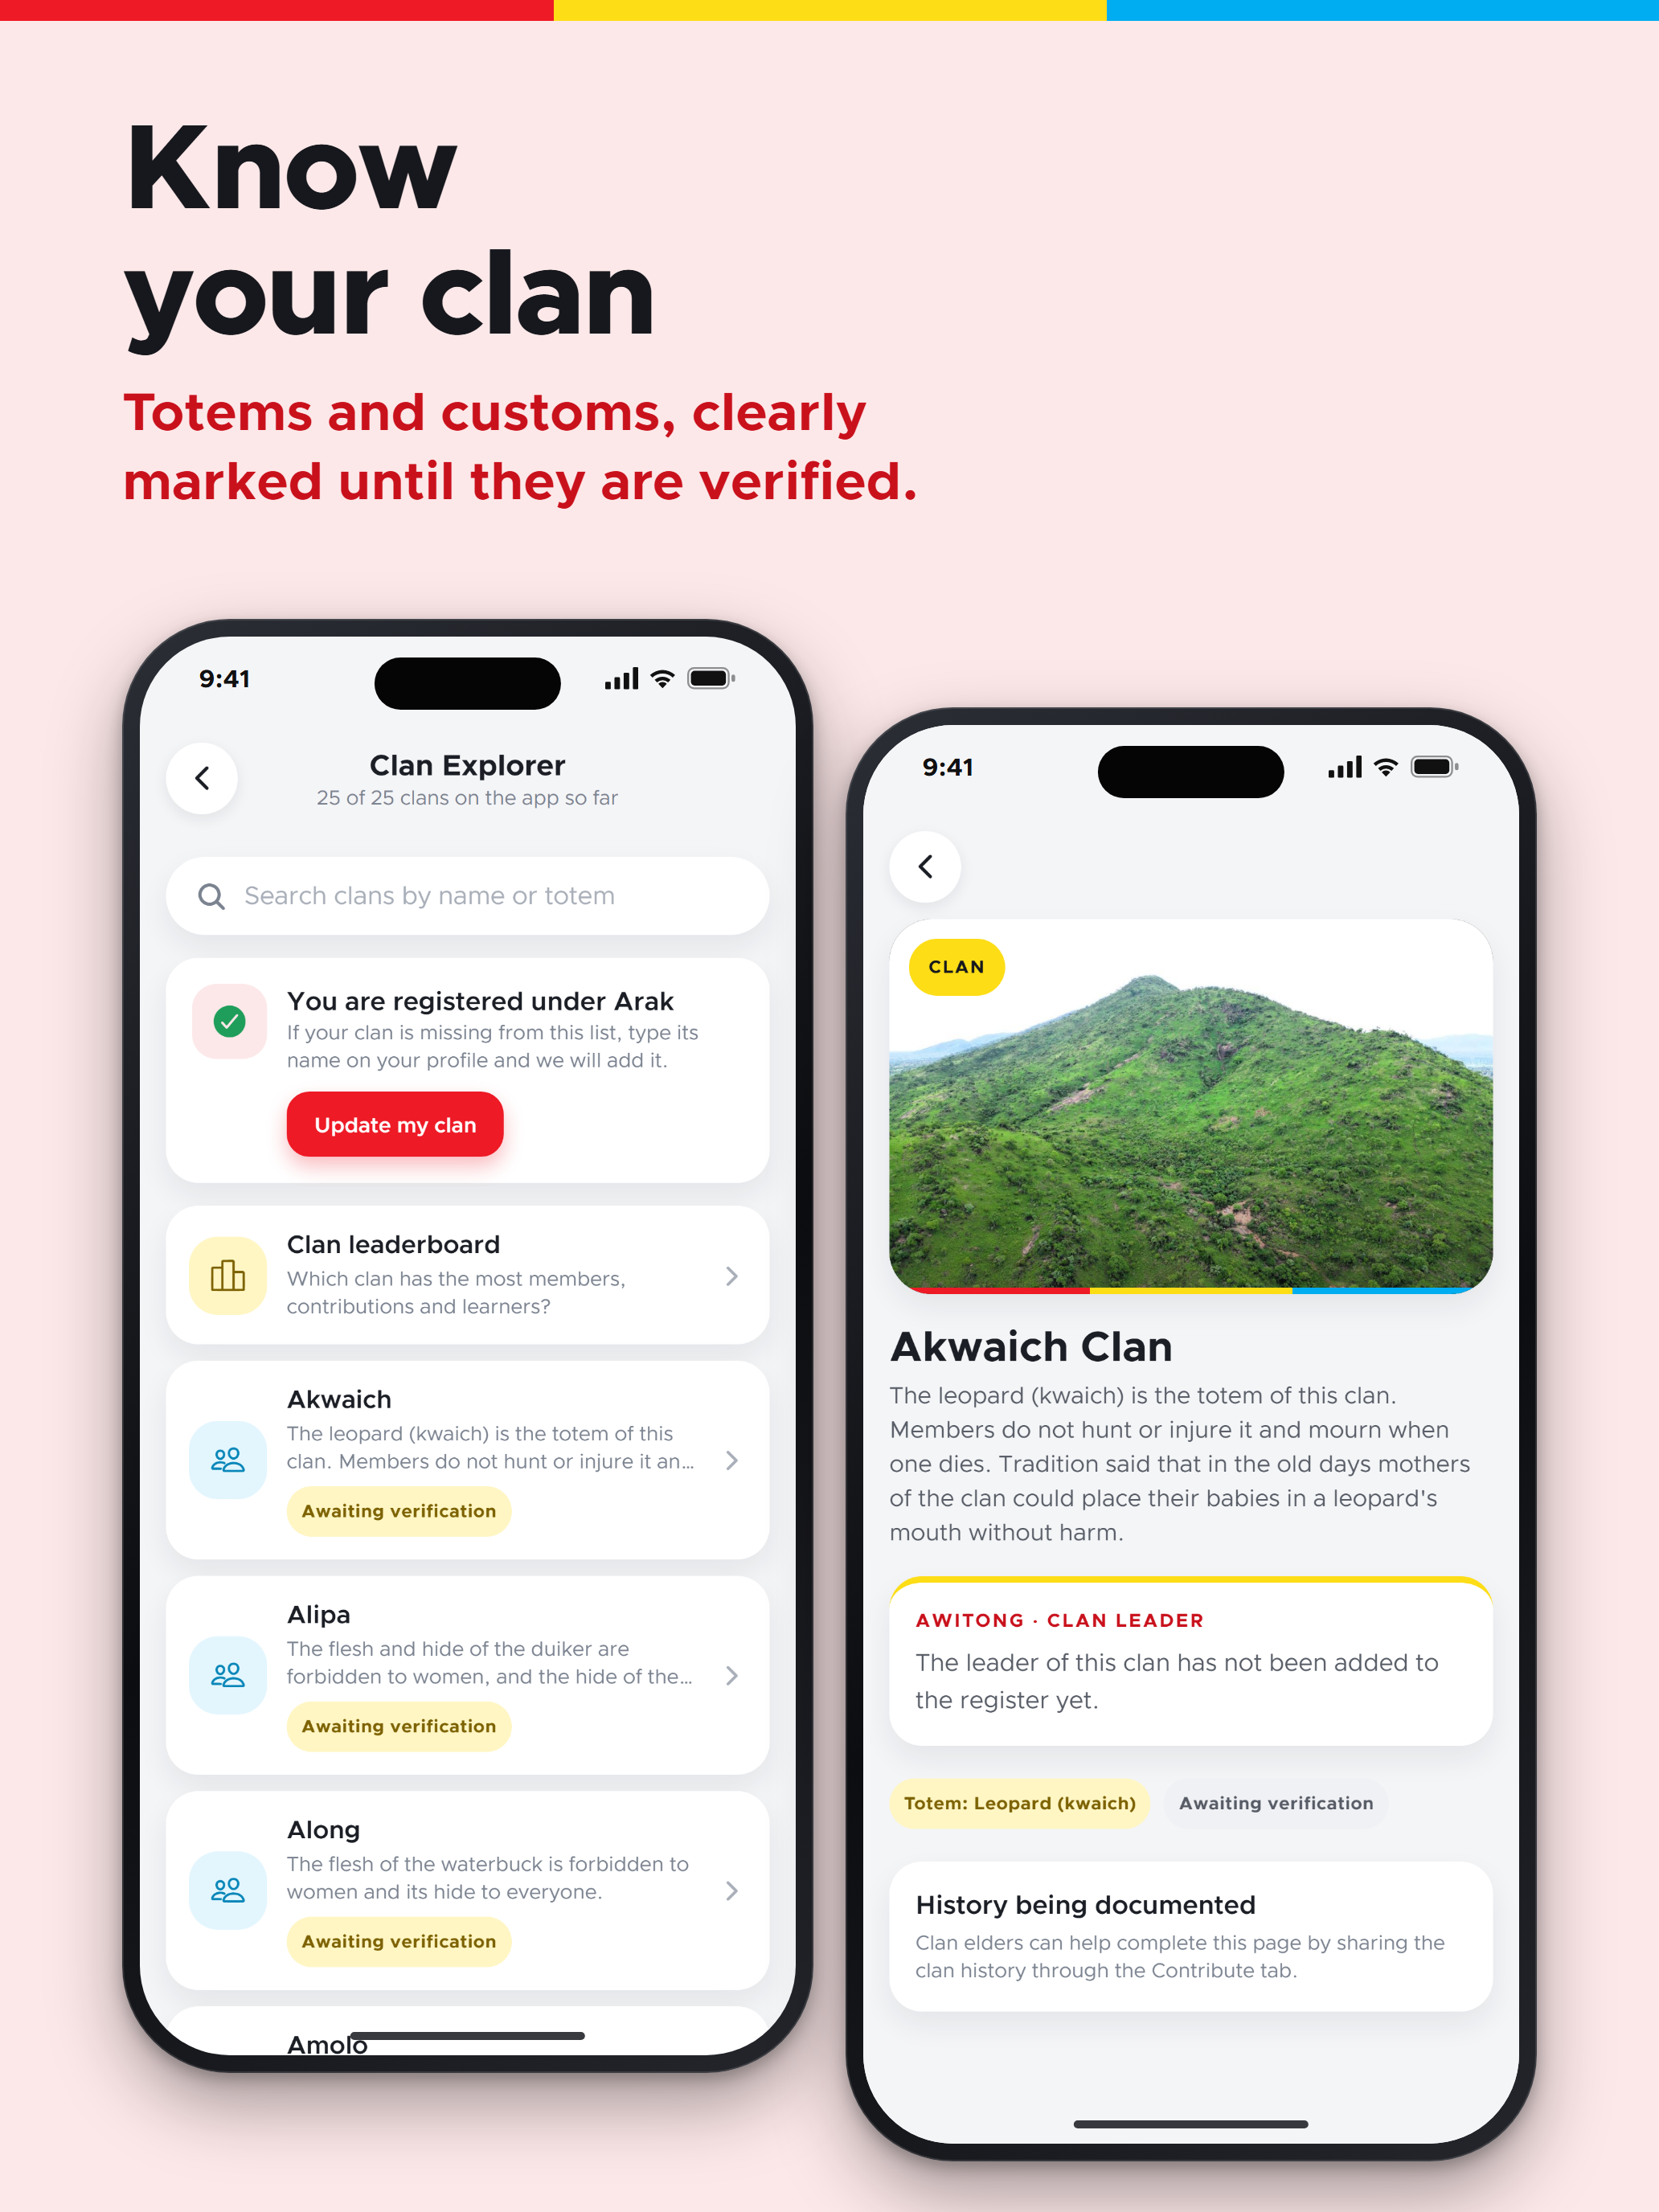 Know
your clan
Totems and customs, clearly
marked until they are verified.
9:41
Clan Explorer
25 of 25 clans on the app so far
Search clans by name or totem
You are registered under Arak
If your clan is missing from this list, type its
name on your profile and we will add it.
Update my clan
Clan leaderboard
Which clan has the most members,
contributions and learners?
Akwaich
The leopard (kwaich) is the totem of this
clan. Members do not hunt or injure it an...
Awaiting verification
Alipa
The flesh and hide of the duiker are
forbidden to women, and the hide of the...
Awaiting verification
Along
The flesh of the waterbuck is forbidden to
women and its hide to everyone.
Awaiting verification
Amolo
9:41
CLAN
Akwaich Clan
The leopard (kwaich) is the totem of this clan.
Members do not hunt or injure it and mourn when
one dies. Tradition said that in the old days mothers
of the clan could place their babies in a leopard's
mouth without harm.
AWITONG · CLAN LEADER
The leader of this clan has not been added to
the register yet.
Totem: Leopard (kwaich)
Awaiting verification
History being documented
Clan elders can help complete this page by sharing the
clan history through the Contribute tab.